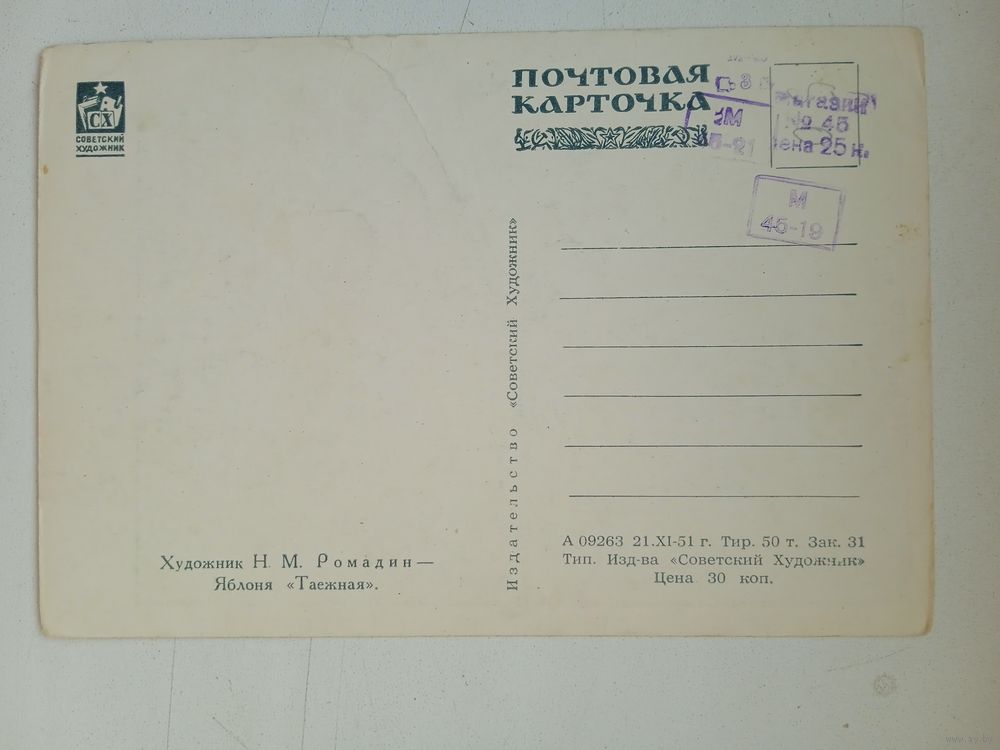 СХ
СОВЕТСКИЙ
ХУДОЖНИК
ПОЧТОВАЯ
КАРТОЧКА
№ 45
цена 25 к.
М
45-19
Издательство «Советский Художник»
Художник Н. М. Ромадин —
Яблоня «Таежная».
А 09263 21.XI-51 г. Тир. 50 т. Зак. 31
Тип. Изд-ва «Советский Художник»
Цена 30 коп.